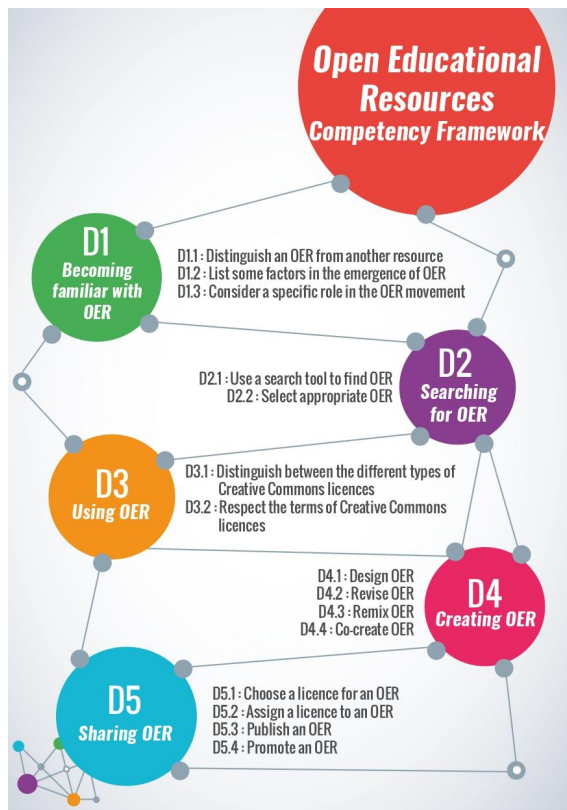 Open Educational
Resources
Competency Framework
D1
Becoming
familiar with
OER
D1.1 : Distinguish an OER from another resource
D1.2 : List some factors in the emergence of OER
D1.3 : Consider a specific role in the OER movement
D2
Searching
for OER
D2.1 : Use a search tool to find OER
D2.2 : Select appropriate OER
D3
Using OER
D3.1 : Distinguish between the different types of
Creative Commons licences
D3.2 : Respect the terms of Creative Commons
licences
D4
Creating OER
D4.1 : Design OER
D4.2 : Revise OER
D4.3 : Remix OER
D4.4 : Co-create OER
D5
Sharing OER
D5.1 : Choose a licence for an OER
D5.2 : Assign a licence to an OER
D5.3 : Publish an OER
D5.4 : Promote an OER